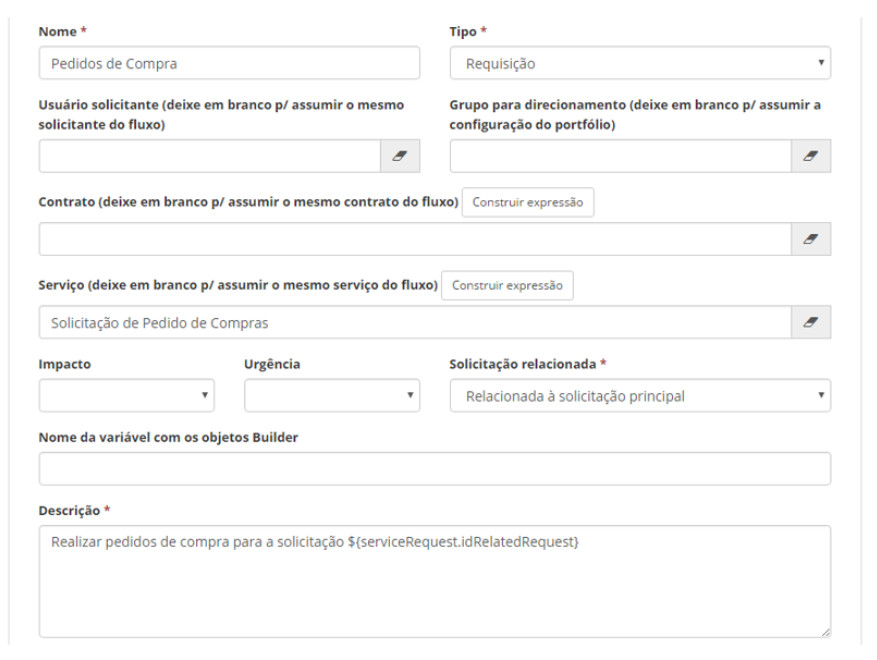 Nome *
Tipo *
Pedidos de Compra
Requisição
Usuário solicitante (deixe em branco p/ assumir o mesmo
solicitante do fluxo)
Grupo para direcionamento (deixe em branco p/ assumir a
configuração do portfólio)
Contrato (deixe em branco p/ assumir o mesmo contrato do fluxo) Construir expressão
Serviço (deixe em branco p/ assumir o mesmo serviço do fluxo) Construir expressão
Solicitação de Pedido de Compras
Impacto
Urgência
Solicitação relacionada *
Relacionada à solicitação principal
Nome da variável com os objetos Builder
Descrição *
Realizar pedidos de compra para a solicitação ${serviceRequest.idRelatedRequest}